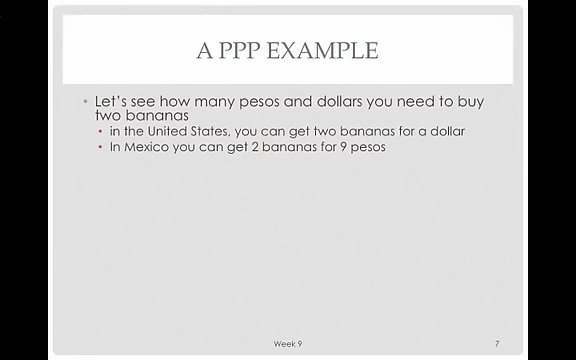 A PPP EXAMPLE
• Let's see how many pesos and dollars you need to buy
two bananas
• in the United States, you can get two bananas for a dollar
• In Mexico you can get 2 bananas for 9 pesos
Week 9
7